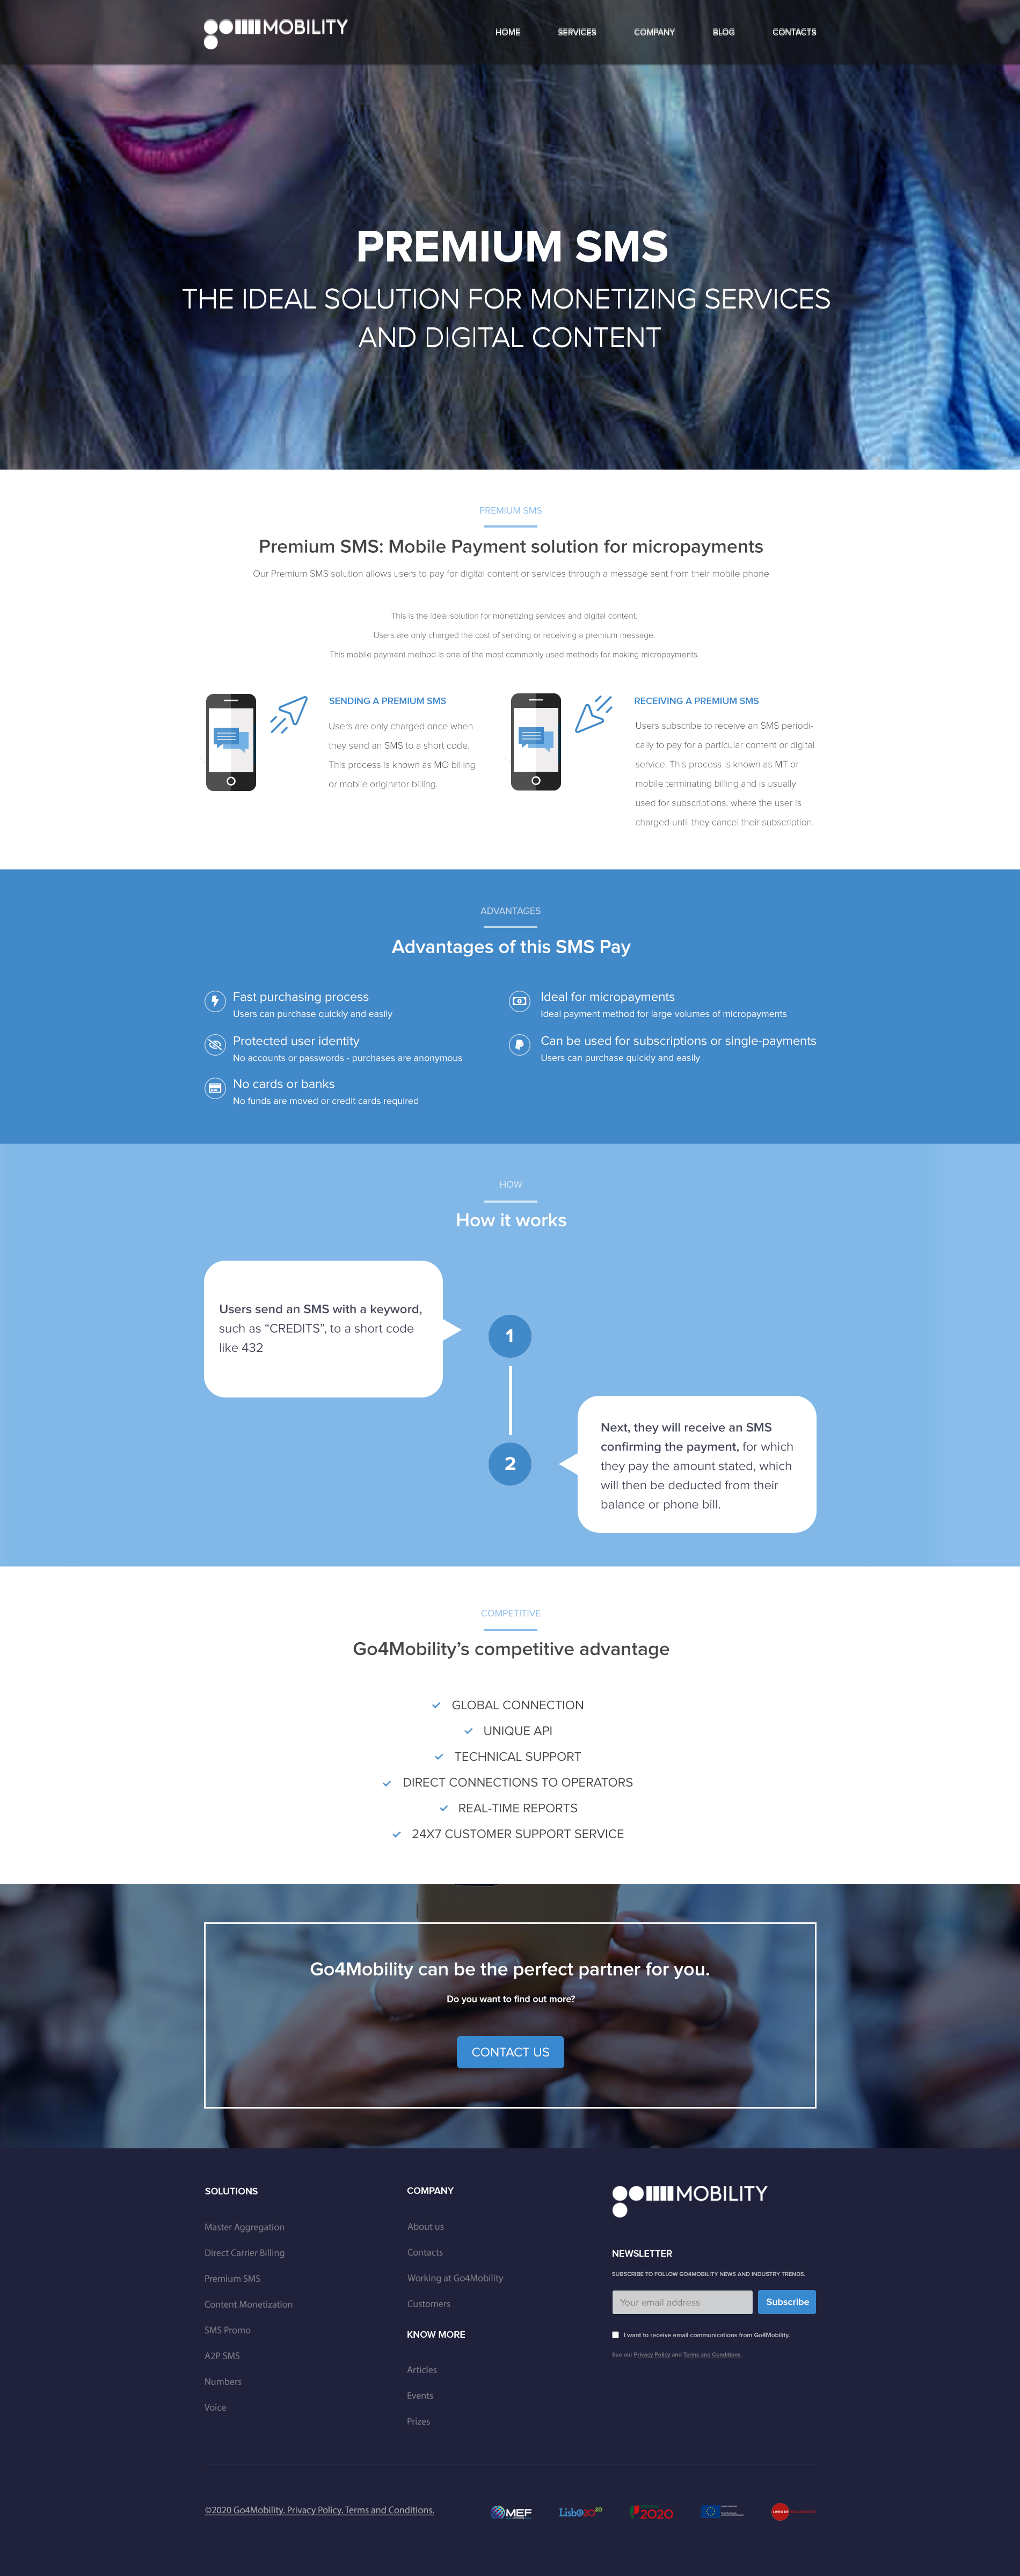 MOBILITY
HOME SERVICES COMPANY BLOG CONTACTS
PREMIUM SMS
THE IDEAL SOLUTION FOR MONETIZING SERVICES
AND DIGITAL CONTENT
PREMIUM SMS
Premium SMS: Mobile Payment solution for micropayments
Our Premium SMS solution allows users to pay for digital content or services through a message sent from their mobile phone
This is the ideal solution for monetizing services and digital content.
Users are only charged the cost of sending or receiving a premium message.
This mobile payment method is one of the most commonly used methods for making micropayments.
SENDING A PREMIUM SMS
Users are only charged once when
they send an SMS to a short code.
This process is known as MO billing
or mobile originator billing.
RECEIVING A PREMIUM SMS
Users subscribe to receive an SMS periodi-
cally to pay for a particular content or digital
service. This process is known as MT or
mobile terminating billing and is usually
used for subscriptions, where the user is
charged until they cancel their subscription.
ADVANTAGES
Advantages of this SMS Pay
Fast purchasing process
Users can purchase quickly and easily
Protected user identity
No accounts or passwords - purchases are anonymous
No cards or banks
No funds are moved or credit cards required
Ideal for micropayments
Ideal payment method for large volumes of micropayments
Can be used for subscriptions or single-payments
Users can purchase quickly and easily
HOW
How it works
Users send an SMS with a keyword,
such as “CREDITS”, to a short code
like 432
1
2
Next, they will receive an SMS
confirming the payment, for which
they pay the amount stated, which
will then be deducted from their
balance or phone bill.
COMPETITIVE
Go4Mobility’s competitive advantage
GLOBAL CONNECTION
UNIQUE API
TECHNICAL SUPPORT
DIRECT CONNECTIONS TO OPERATORS
REAL-TIME REPORTS
24X7 CUSTOMER SUPPORT SERVICE
Go4Mobility can be the perfect partner for you.
Do you want to find out more?
CONTACT US
SOLUTIONS
Master Aggregation
Direct Carrier Billing
Premium SMS
Content Monetization
SMS Promo
A2P SMS
Numbers
Voice
COMPANY
About us
Contacts
Working at Go4Mobility
Customers
KNOW MORE
Articles
Events
Prizes
MOBILITY
NEWSLETTER
SUBSCRIBE TO FOLLOW GO4MOBILITY NEWS AND INDUSTRY TRENDS.
Your email address
Subscribe
I want to receive email communications from Go4Mobility.
See our Privacy Policy and Terms and Conditions.
©2020 Go4Mobility. Privacy Policy. Terms and Conditions.
MEF
Lisb@2020
2020